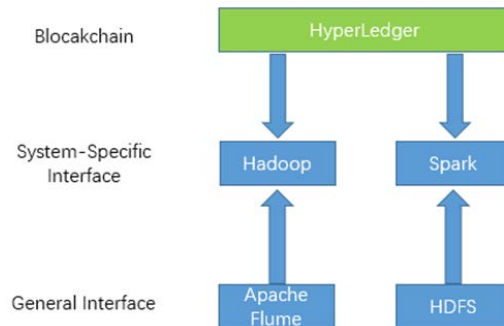 Blocakchain
HyperLedger
System-Specific
Interface
Hadoop
Spark
General Interface
Apache
Flume
HDFS